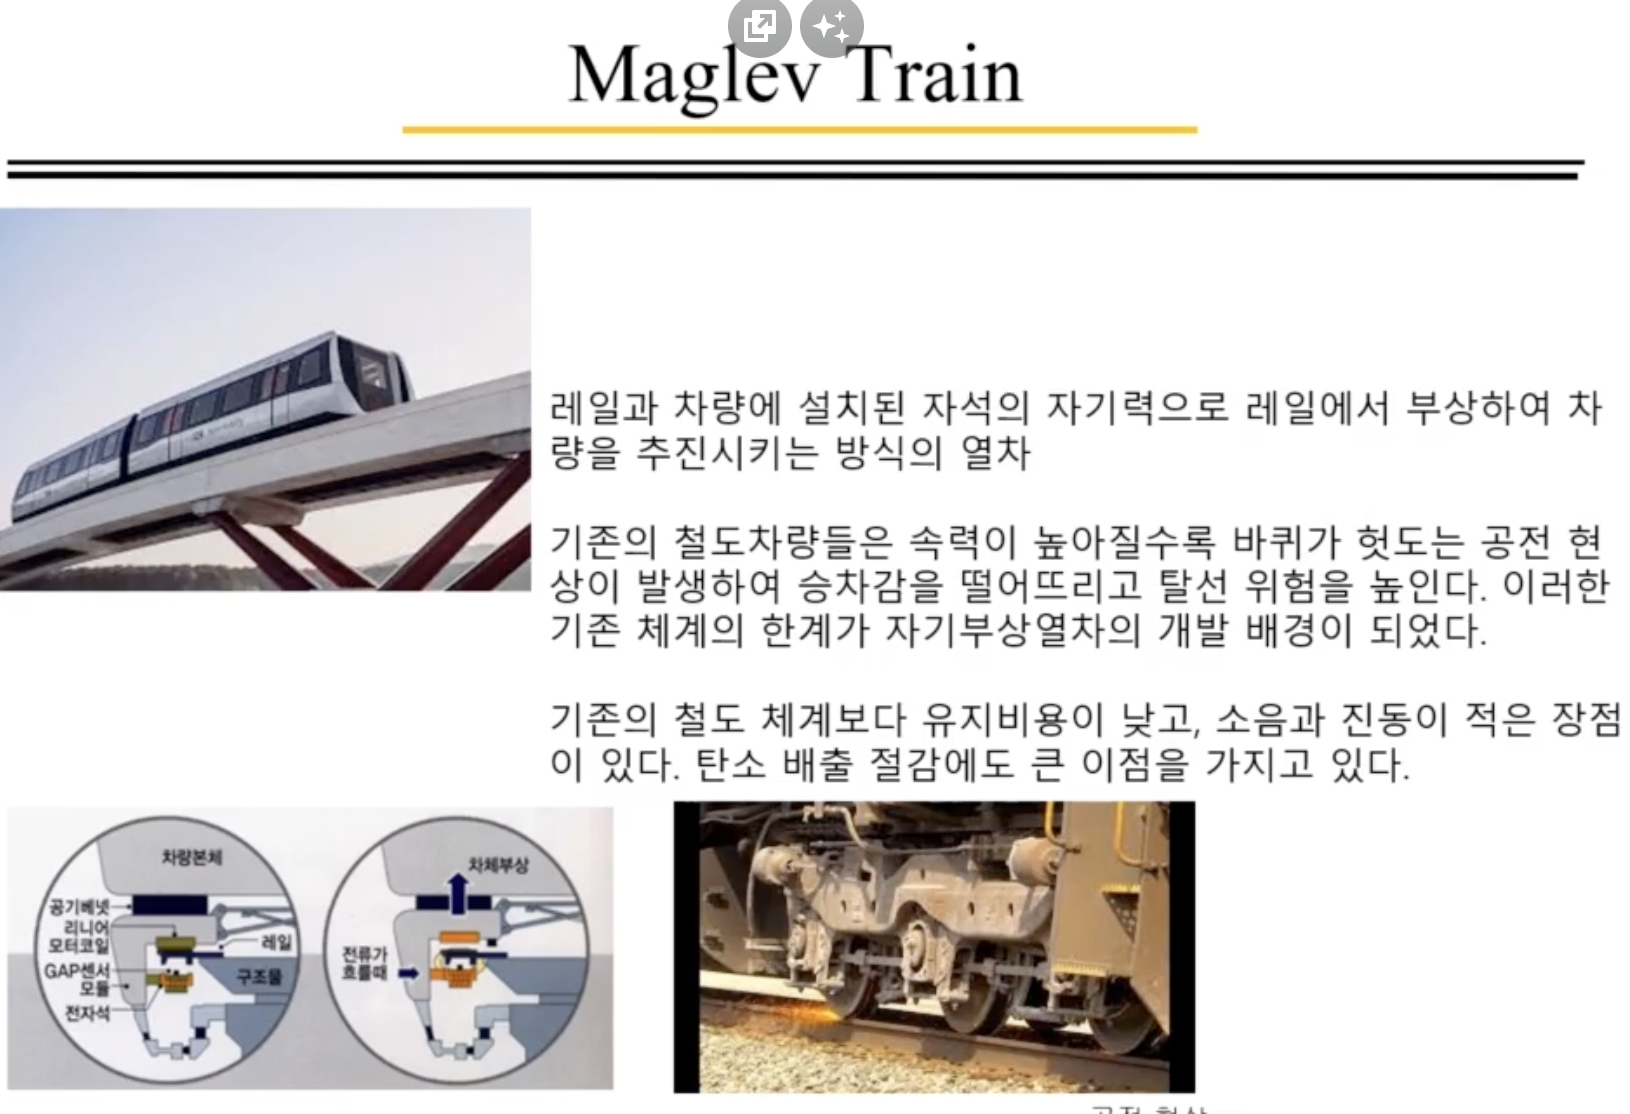 Maglev Train
레일과 차량에 설치된 자석의 자기력으로 레일에서 부상하여 차
량을 추진시키는 방식의 열차
기존의 철도차량들은 속력이 높아질수록 바퀴가 헛도는 공전 현
상이 발생하여 승차감을 떨어뜨리고 탈선 위험을 높인다. 이러한
기존 체계의 한계가 자기부상열차의 개발 배경이 되었다.
기존의 철도 체계보다 유지비용이 낮고, 소음과 진동이 적은 장점
이 있다. 탄소 배출 절감에도 큰 이점을 가지고 있다.
차량본체
공기베넷
리니어
모터코일
레일
GAP센서
모듈
구조물
전자석
차체부상
전류가
흐를때